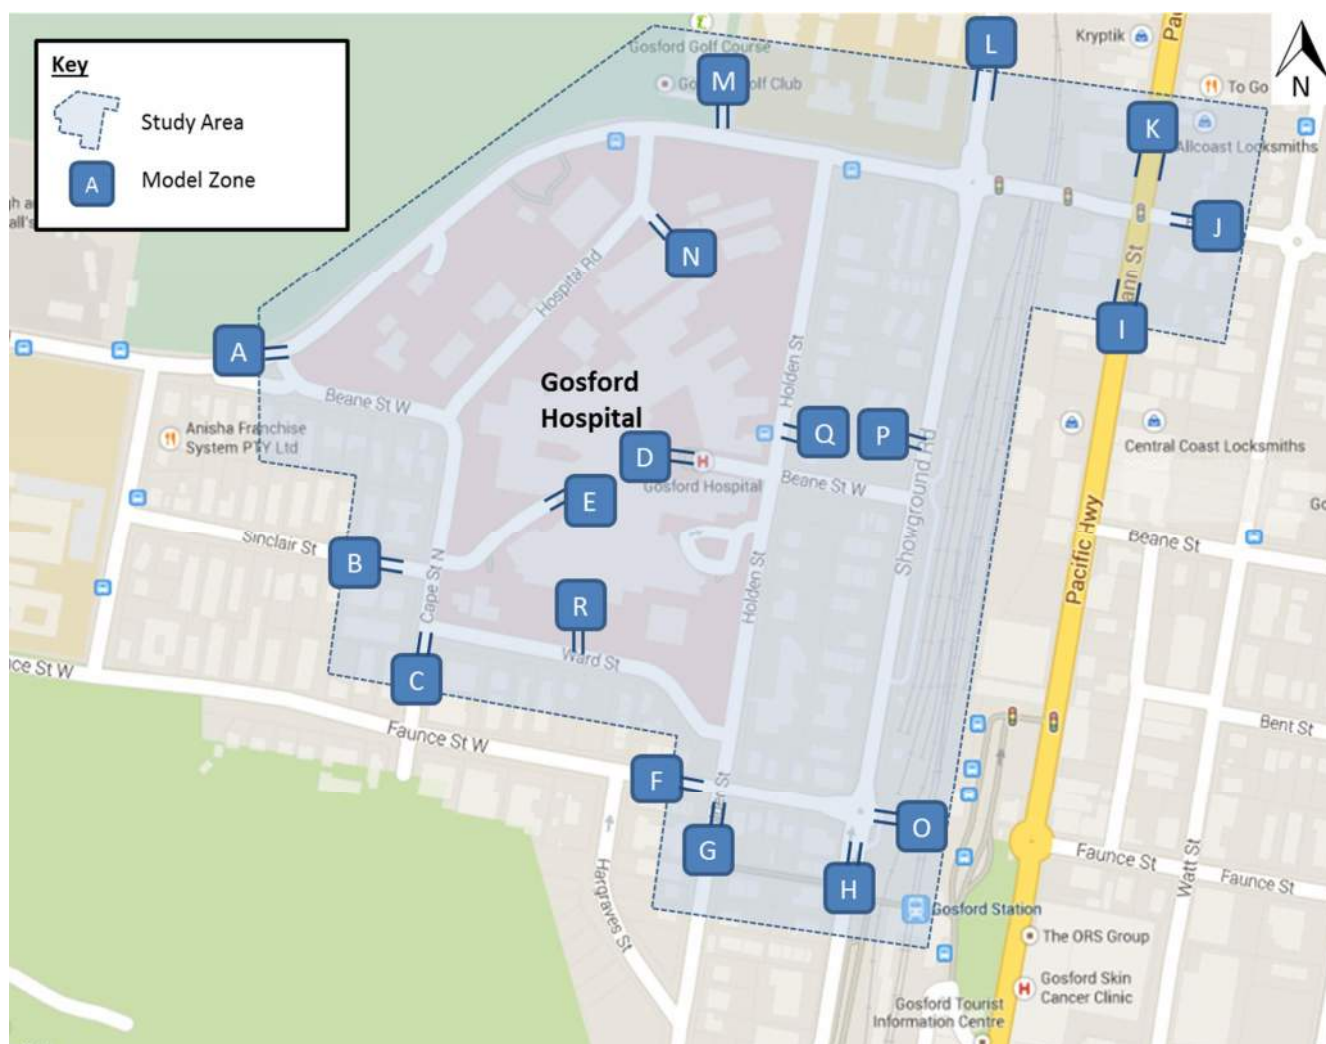 Key
Study Area
A
Model Zone
Gosford Golf Course
Kryptik
To Go
N
L
M
K
Allcoast Locksmiths
J
N
Hospital Rd
ann St
I
A
Beane St W
Gosford
Hospital
Holden St
Anisha Franchise
System PTY Ltd
Q
P
D
Gosford Hospital
Beane St W
Central Coast Locksmiths
E
Showground Rd
Pacific Hwy
Beane St
Sinclair St
B
Cape St N
Holden St
R
Ward St
C
Faunce St W
Bent St
F
G
O
H
Hargraves St
Faunce St
Faunce St
Watt St
Gosford Station
The ORS Group
Gosford Skin
Cancer Clinic
Gosford Tourist
Information Centre